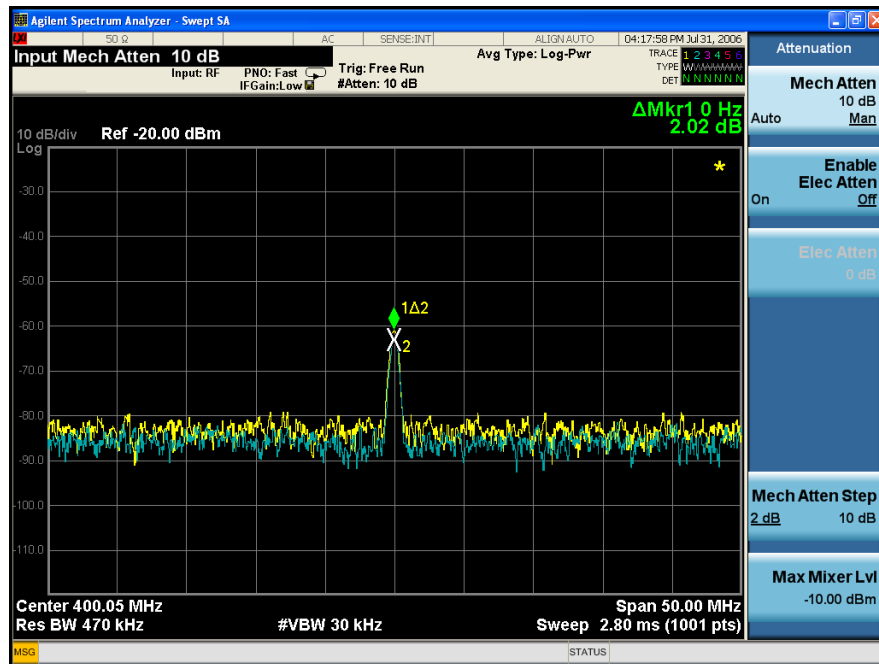 Agilent Spectrum Analyzer - Swept SA
LXI 50 Ω AC SENSE:INT ALIGN AUTO 04:17:58 PM Jul 31, 2006
Input Mech Atten 10 dB
Input: RF PNO: Fast Trig: Free Run Avg Type: Log-Pwr TRACE 1 2 3 4 5 6
IFGain:Low #Atten: 10 dB TYPE
DET N N N N N N
ΔMkr1 0 Hz
2.02 dB
10 dB/div Ref -20.00 dBm
Log
*
-30.0
-40.0
-50.0
1Δ2
-60.0
X2
-70.0
-80.0
-90.0
-100.0
-110.0
Center 400.05 MHz Span 50.00 MHz
Res BW 470 kHz #VBW 30 kHz Sweep 2.80 ms (1001 pts)
MSG STATUS
Attenuation
Mech Atten
10 dB
Auto Man
Enable
Elec Atten
On Off
Elec Atten
0 dB
Mech Atten Step
2 dB 10 dB
Max Mixer Lvl
-10.00 dBm